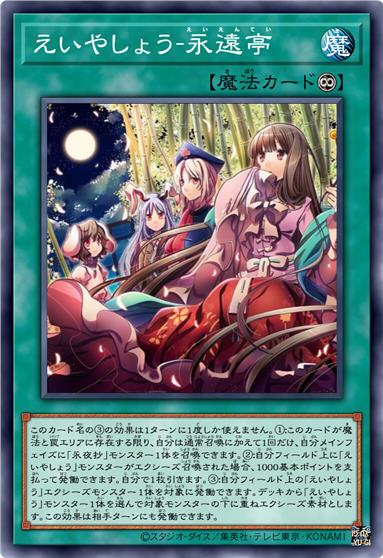 えいえんてい
えいやしょう-永遠亭
魔
【魔法カード】
このカード名の③の効果は1ターンに1度しか使えません。①:このカードが魔
法と罠エリアに存在する限り、自分は通常召喚に加えて1回だけ、自分メインフ
ェイズに「永夜抄」モンスター1体を召喚できます。②:自分フィールド上に「え
いやしょう」モンスターがエクシーズ召喚された場合、1000基本ポイントを支
払って発動できます。自分で1枚引きます。③:自分フィールド上の「えいやしょ
う」エクシーズモンスター1体を対象に発動できます。デッキから「えいやしょう」
モンスター1体を選んで対象モンスターの下に重ねエクシーズ素材としま
す。この効果は相手ターンにも発動できます。
©スタジオ・ダイス/集英社・テレビ東京・KONAMI